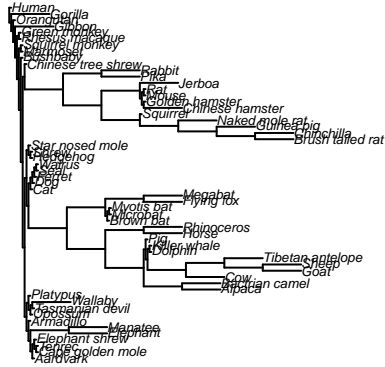 Human
Gorilla
Orangutan
Gibbon
Green monkey
Rhesus macaque
Squirrel monkey
Marmoset
Bushbaby
Chinese tree shrew
Rabbit
Pika
Jerboa
Rat
Mouse
Golden hamster
Chinese hamster
Squirrel
Naked mole rat
Guinea pig
Chinchilla
Brush tailed rat
Star nosed mole
Shrew
Hedgehog
Walrus
Seal
Ferret
Dog
Cat
Megabat
Flying fox
Myotis bat
Microbat
Brown bat
Rhinoceros
Horse
Pig
Killer whale
Dolphin
Tibetan antelope
Sheep
Goat
Cow
Bactrian camel
Alpaca
Platypus
Wallaby
Tasmanian devil
Opossum
Armadillo
Manatee
Elephant
Elephant shrew
Tenrec
Cape golden mole
Aardvark